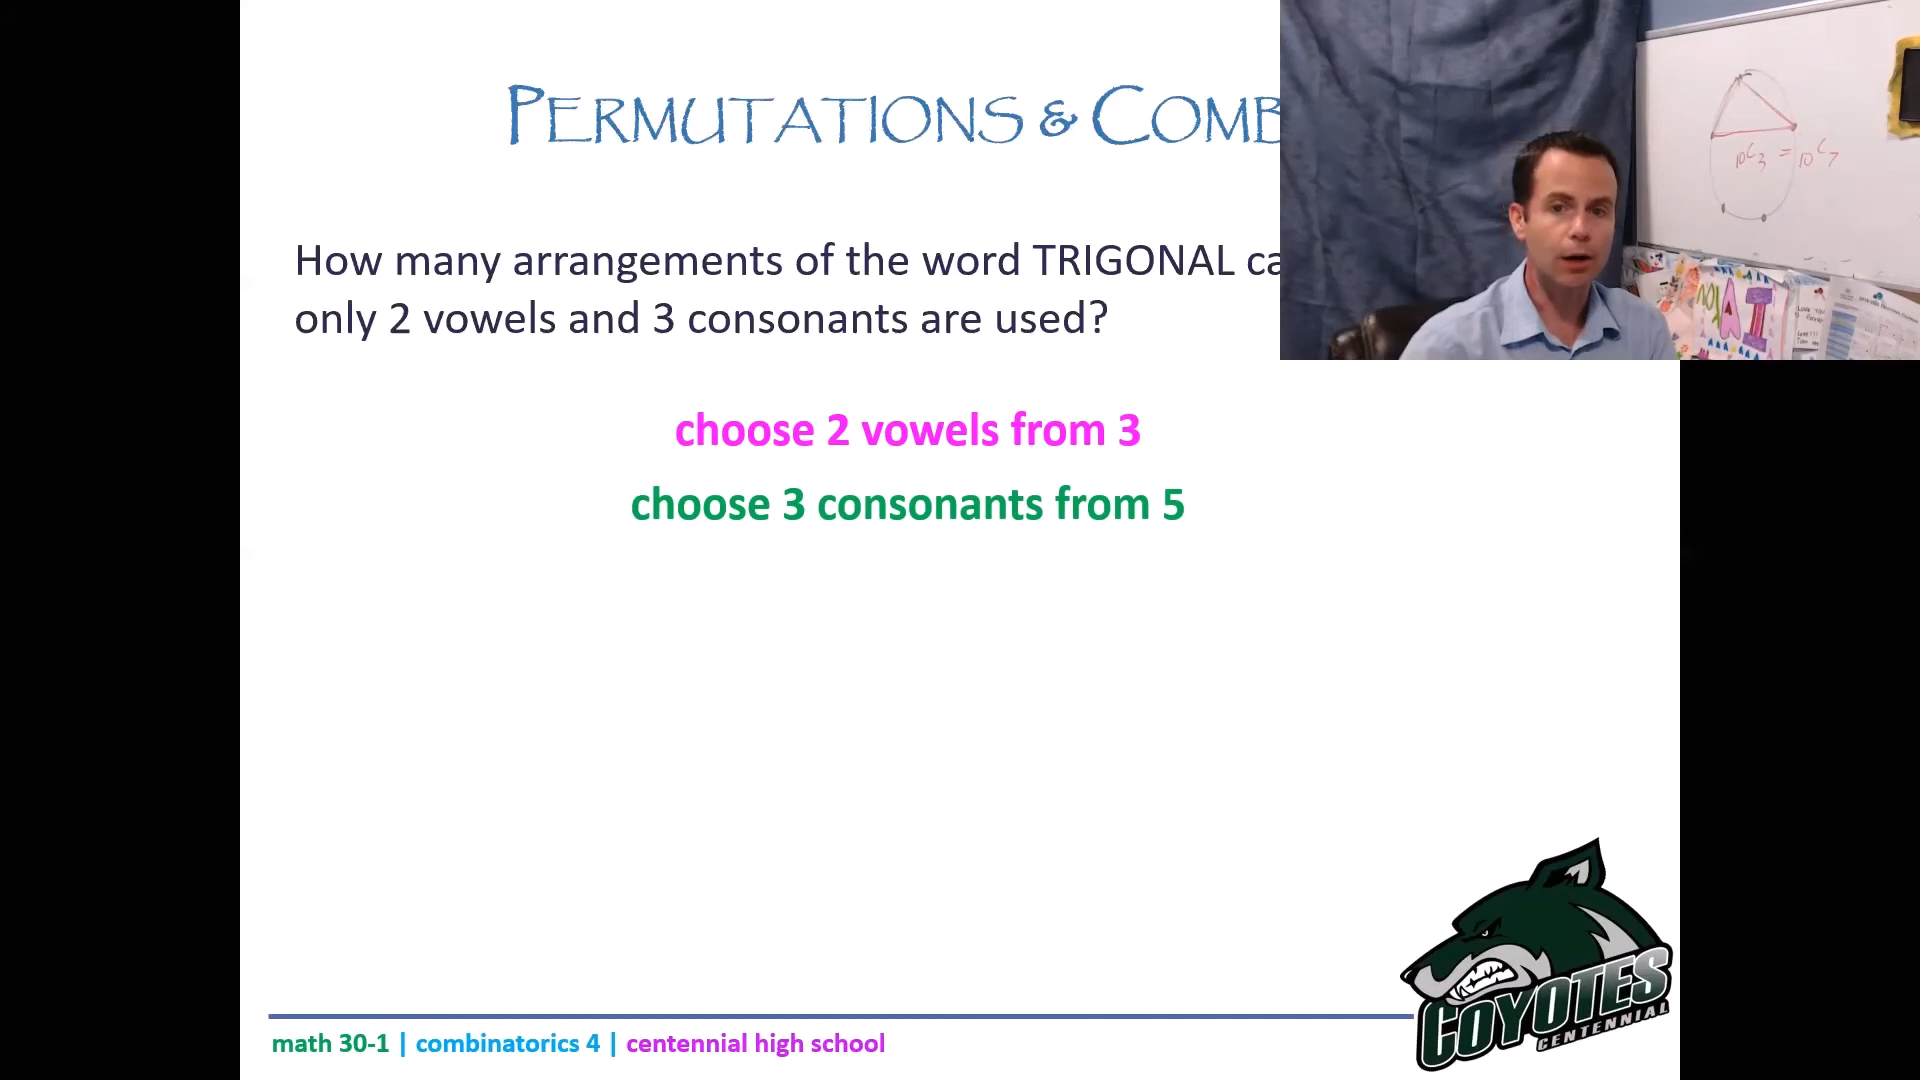 PERMUTATIONS & COMB
How many arrangements of the word TRIGONAL ca
only 2 vowels and 3 consonants are used?
choose 2 vowels from 3
choose 3 consonants from 5
10C3 = 10C7
COYOTES
CENTENNIAL
math 30-1 | combinatorics 4 | centennial high school